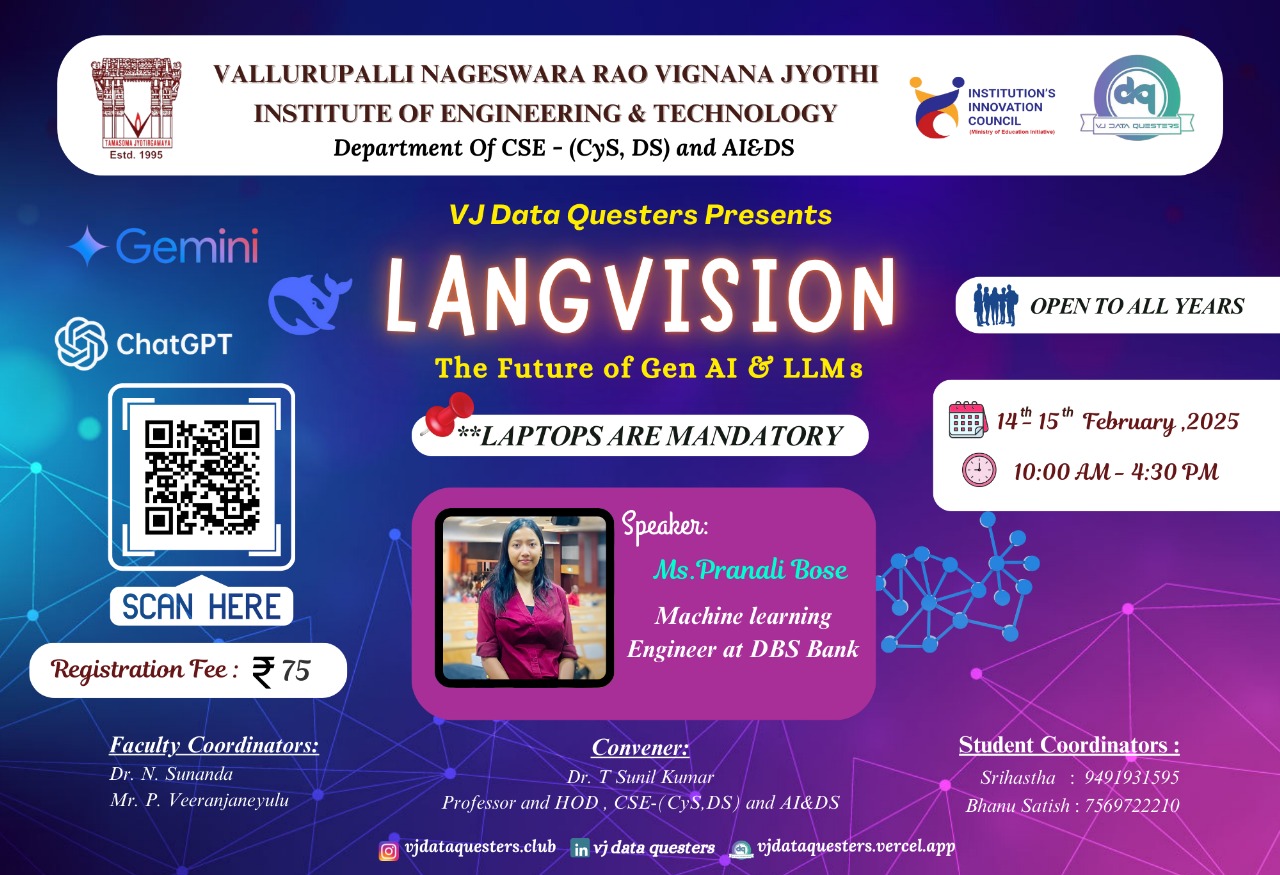 VALLURUPALLI NAGESWARA RAO VIGNANA JYOTHI
INSTITUTE OF ENGINEERING & TECHNOLOGY
Department Of CSE - (CyS, DS) and AI&DS
TAMASOMA JYOTIRGAMAYA
Estd. 1995
INSTITUTION'S
INNOVATION
COUNCIL
(Ministry of Education Initiative)
dq
VJ DATA QUESTERS
VJ Data Questers Presents
LANGVISION
The Future of Gen AI & LLMs
Gemini
ChatGPT
OPEN TO ALL YEARS
**LAPTOPS ARE MANDATORY
14th - 15th February ,2025
10:00 AM - 4:30 PM
SCAN HERE
Registration Fee : ₹ 75
Speaker:
Ms.Pranali Bose
Machine learning
Engineer at DBS Bank
Faculty Coordinators:
Dr. N. Sunanda
Mr. P. Veeranjaneyulu
Convener:
Dr. T Sunil Kumar
Professor and HOD , CSE-(CyS,DS) and AI&DS
Student Coordinators :
Srihastha : 9491931595
Bhanu Satish : 7569722210
vjdataquesters.club
in vj data questers
dq vjdataquesters.vercel.app